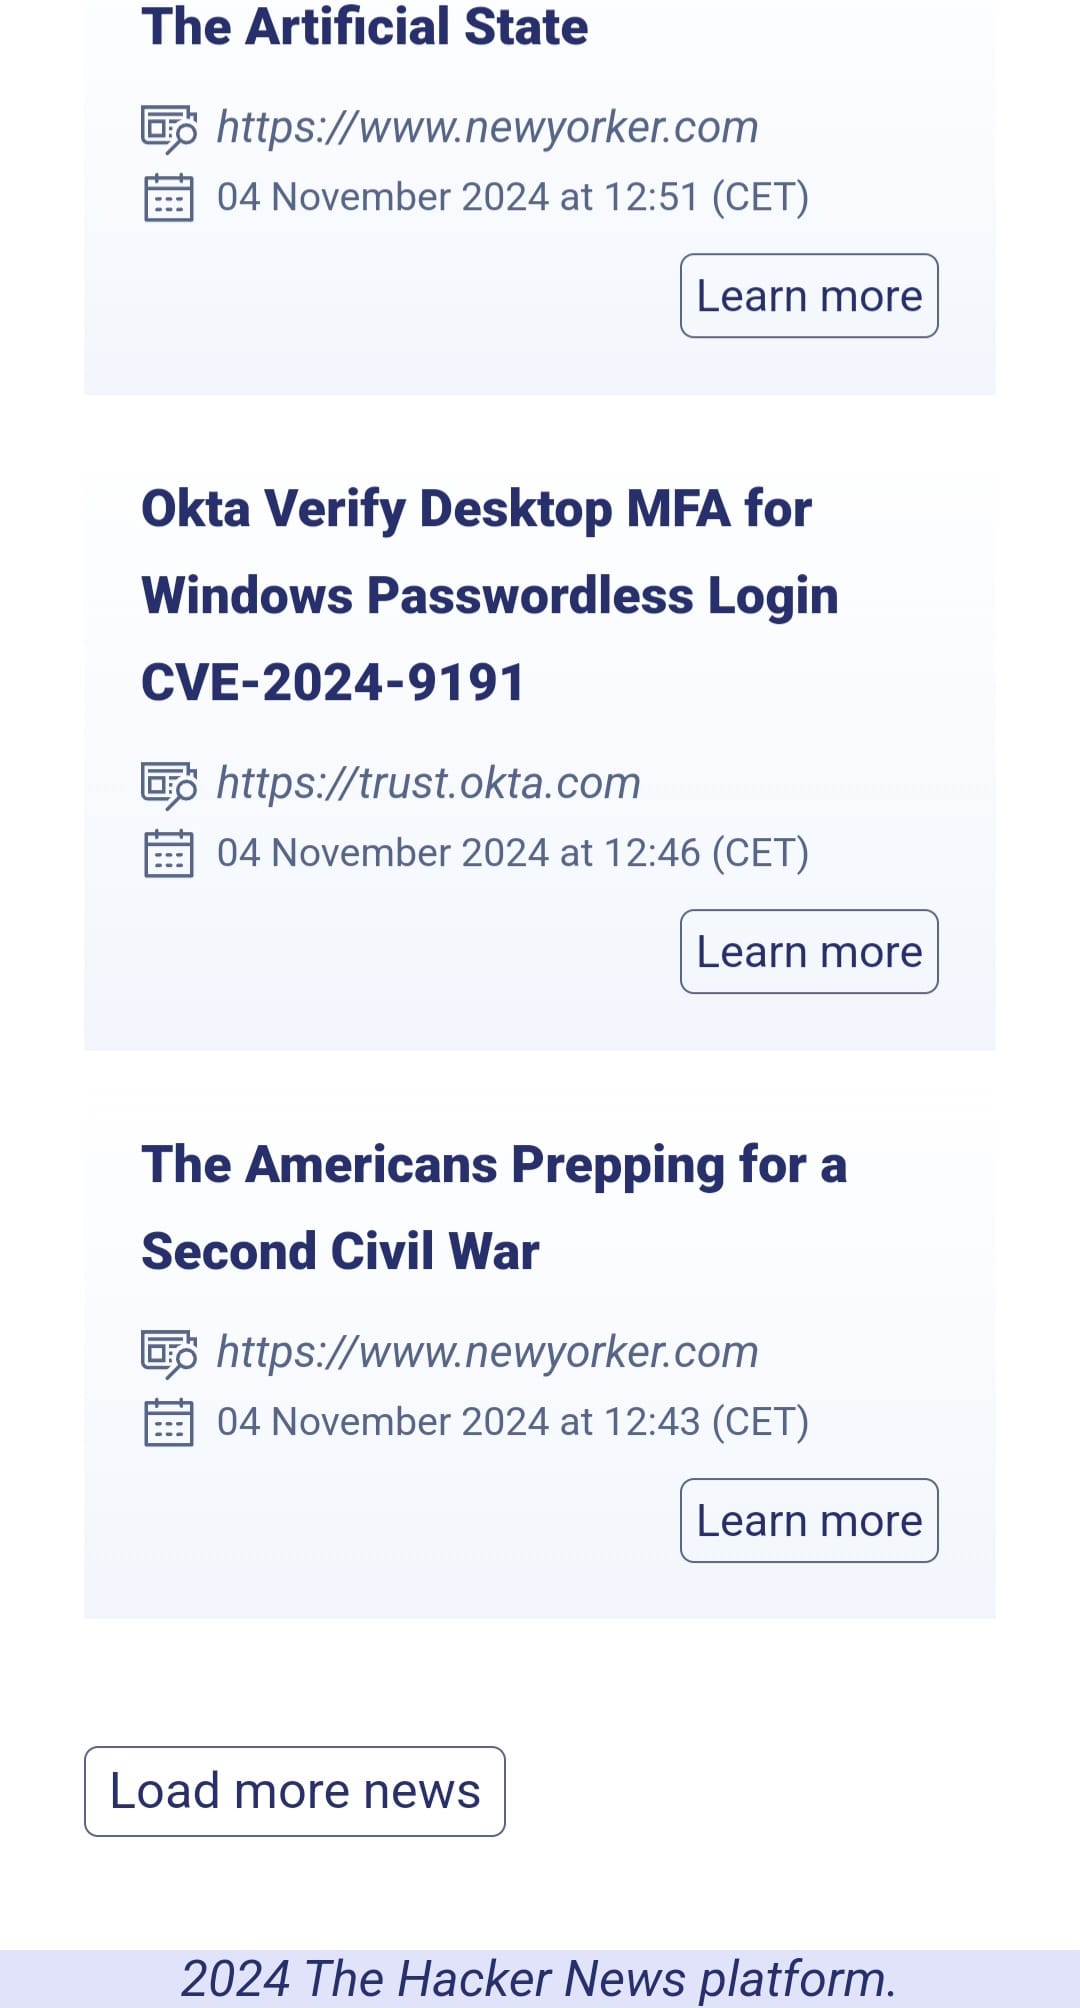 The Artificial State
https://www.newyorker.com
04 November 2024 at 12:51 (CET)
Learn more
Okta Verify Desktop MFA for
Windows Passwordless Login
CVE-2024-9191
https://trust.okta.com
04 November 2024 at 12:46 (CET)
Learn more
The Americans Prepping for a
Second Civil War
https://www.newyorker.com
04 November 2024 at 12:43 (CET)
Learn more
Load more news
2024 The Hacker News platform.